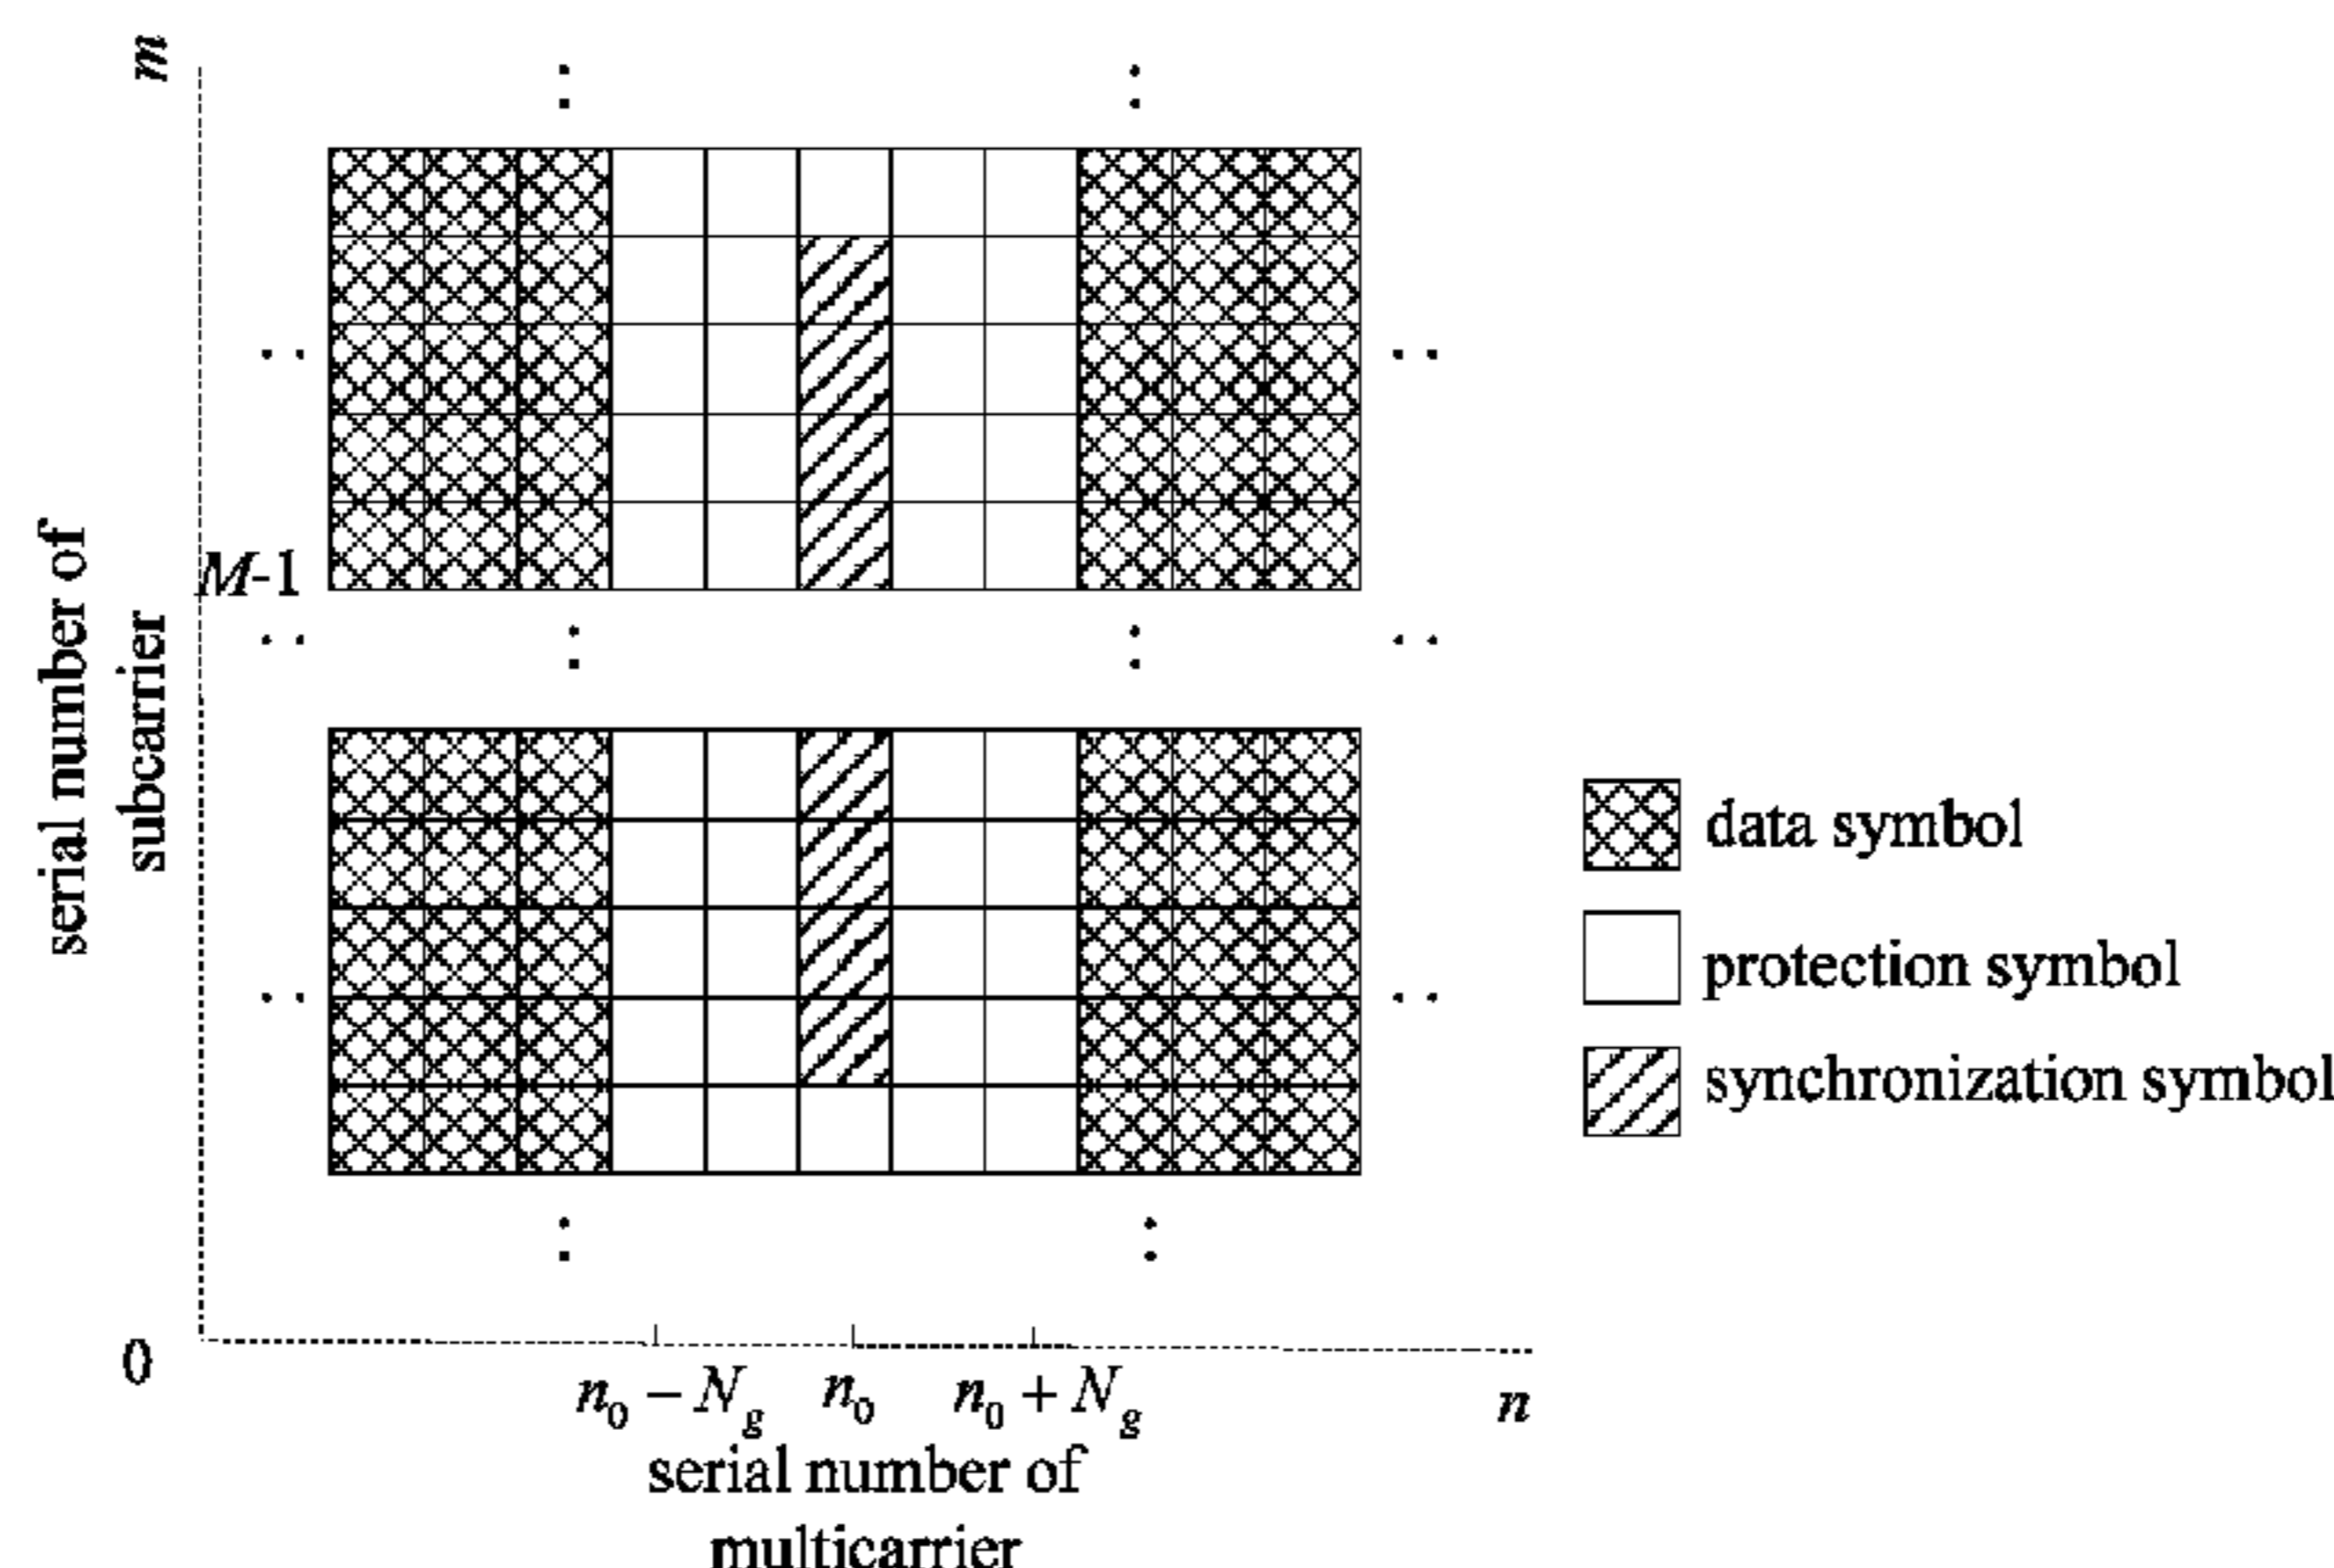 m
serial number of
subcarrier
M-1
0
n₀ − N_g
n₀
n₀ + N_g
n
serial number of
multicarrier
data symbol
protection symbol
synchronization symbol